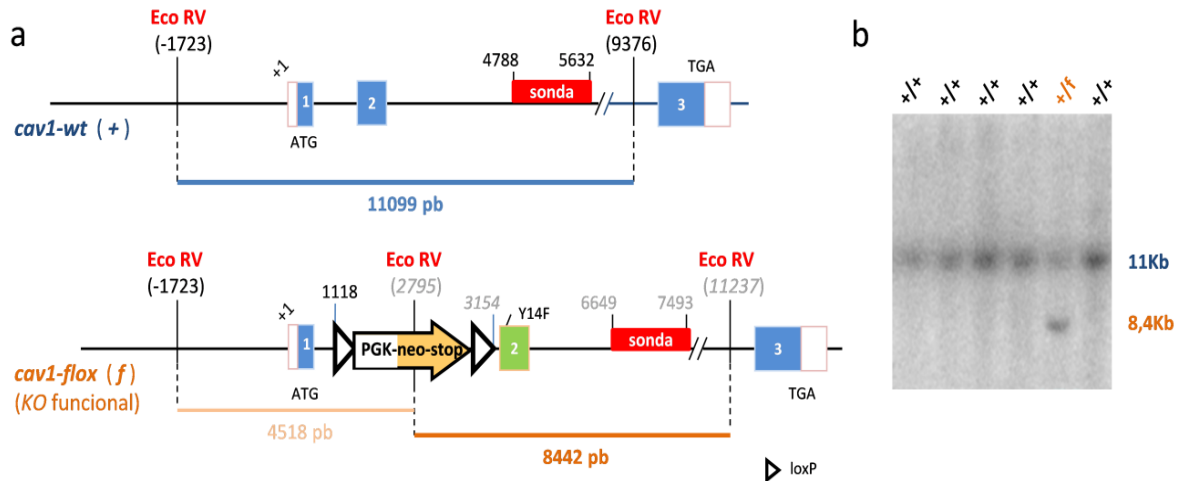 a
Eco RV
(-1723)
Eco RV
(9376)
+1
4788
5632
TGA
1
2
sonda
3
cav1-wt ( + )
ATG
11099 pb
Eco RV
(-1723)
Eco RV
(2795)
Eco RV
(11237)
+1
1118
3154
Y14F
6649
7493
1
PGK-neo-stop
2
sonda
3
cav1-flox ( f )
(KO funcional)
ATG
TGA
4518 pb
8442 pb
loxP
b
+/+
+/+
+/+
+/+
+/f
+/+
11Kb
8,4Kb